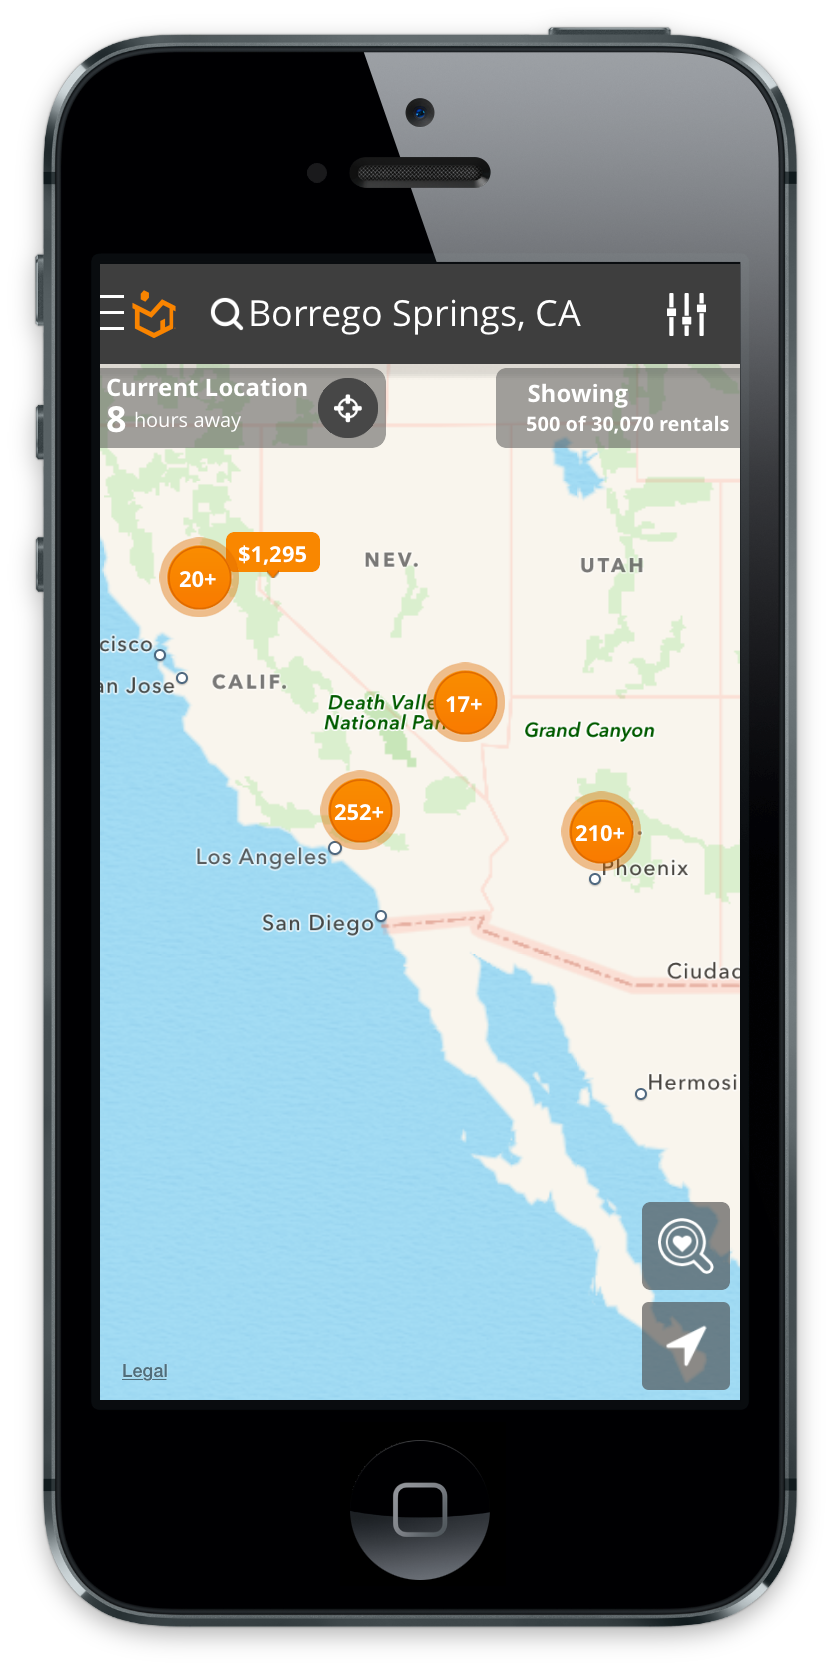 Borrego Springs, CA
Current Location
8 hours away
Showing
500 of 30,070 rentals
$1,295
20+
NEV.
UTAH
cisco
an Jose
CALIF.
Death Valle
National Par
17+
Grand Canyon
252+
210+
Los Angeles
Phoenix
San Diego
Ciudad
Hermosi
Legal